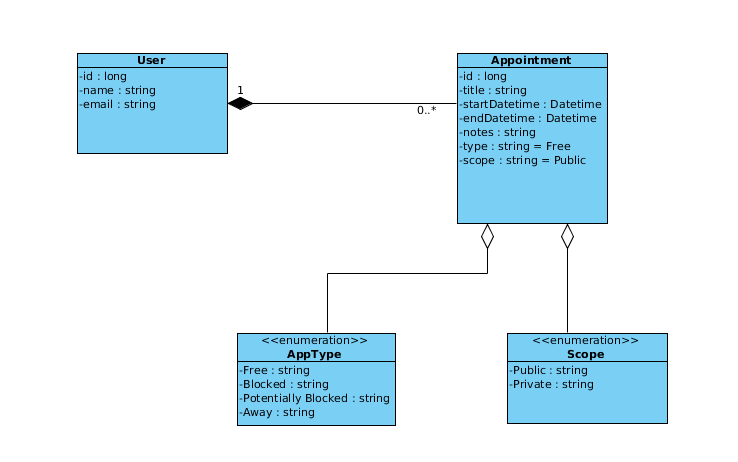 User
-id : long
-name : string
-email : string
1
0..*
Appointment
-id : long
-title : string
-startDatetime : Datetime
-endDatetime : Datetime
-notes : string
-type : string = Free
-scope : string = Public
<<enumeration>>
AppType
-Free : string
-Blocked : string
-Potentially Blocked : string
-Away : string
<<enumeration>>
Scope
-Public : string
-Private : string